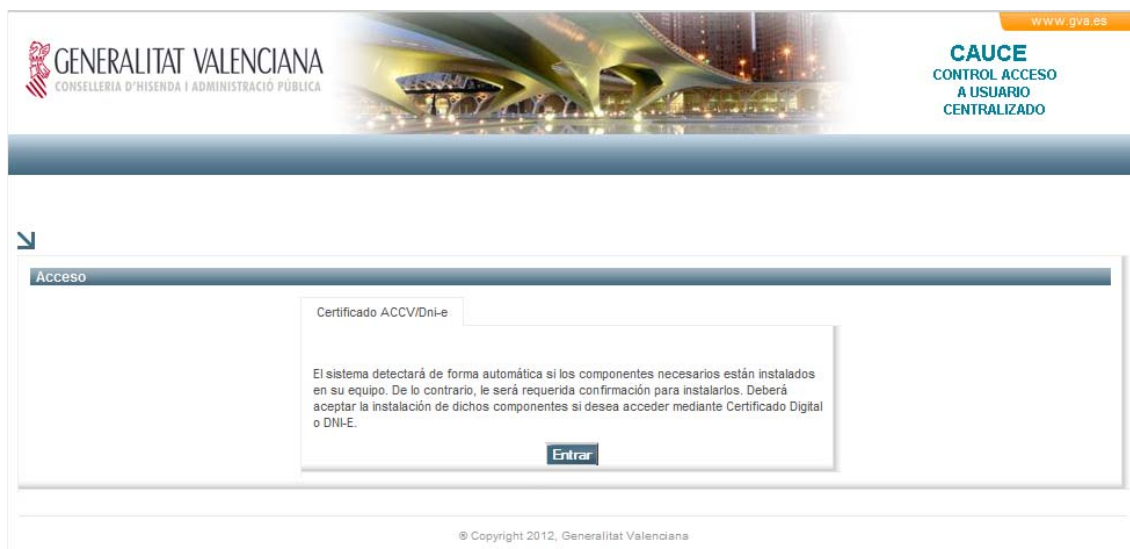 www.gva.es
GENERALITAT VALENCIANA
CONSELLERIA D'HISENDA I ADMINISTRACIÓ PÚBLICA
CAUCE
CONTROL ACCESO
A USUARIO
CENTRALIZADO
Acceso
Certificado ACCV/Dni-e
El sistema detectará de forma automática si los componentes necesarios están instalados
en su equipo. De lo contrario, le será requerida confirmación para instalarlos. Deberá
aceptar la instalación de dichos componentes si desea acceder mediante Certificado Digital
o DNI-E.
Entrar
® Copyright 2012, Generalitat Valenciana